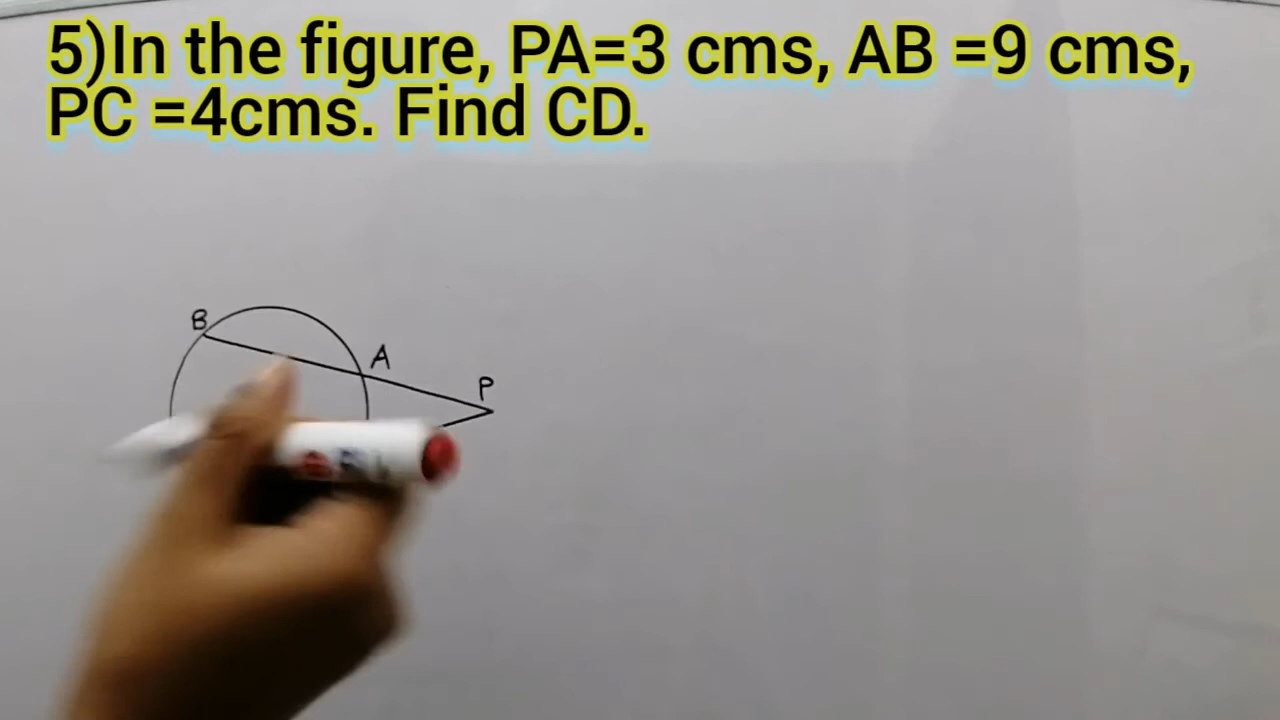 5)In the figure, PA=3 cms, AB =9 cms,
PC =4cms. Find CD.
B
A
P